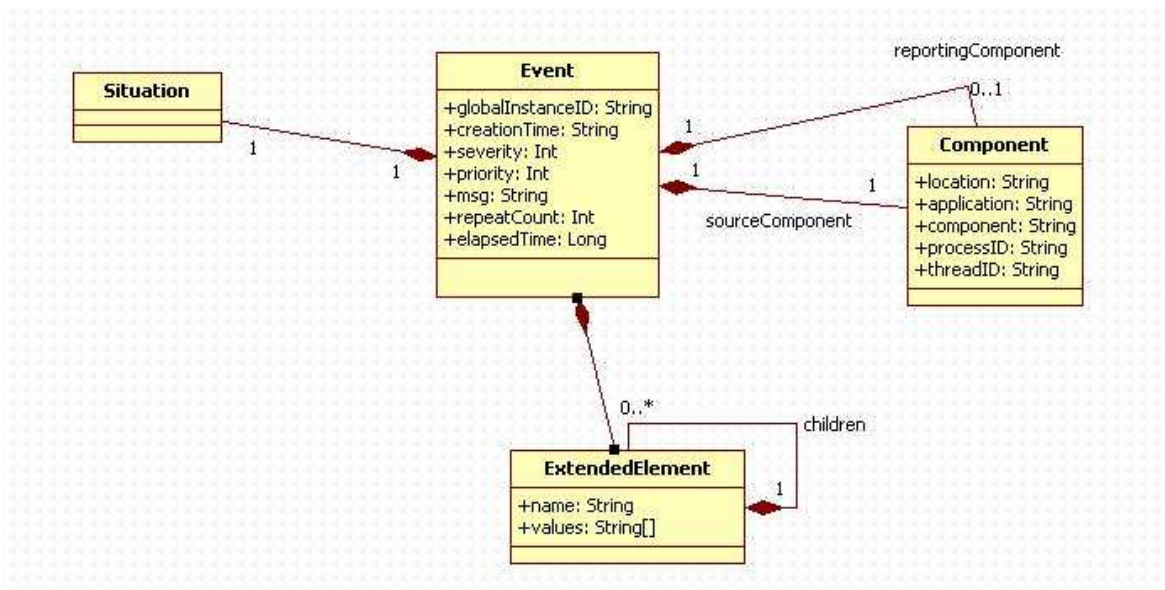 reportingComponent
Situation
Event
+globalInstanceID: String
+creationTime: String
+severity: Int
+priority: Int
+msg: String
+repeatCount: Int
+elapsedTime: Long
1
1
1
0..1
1
1
sourceComponent
Component
+location: String
+application: String
+component: String
+processID: String
+threadID: String
0..*
children
1
ExtendedElement
+name: String
+values: String[]